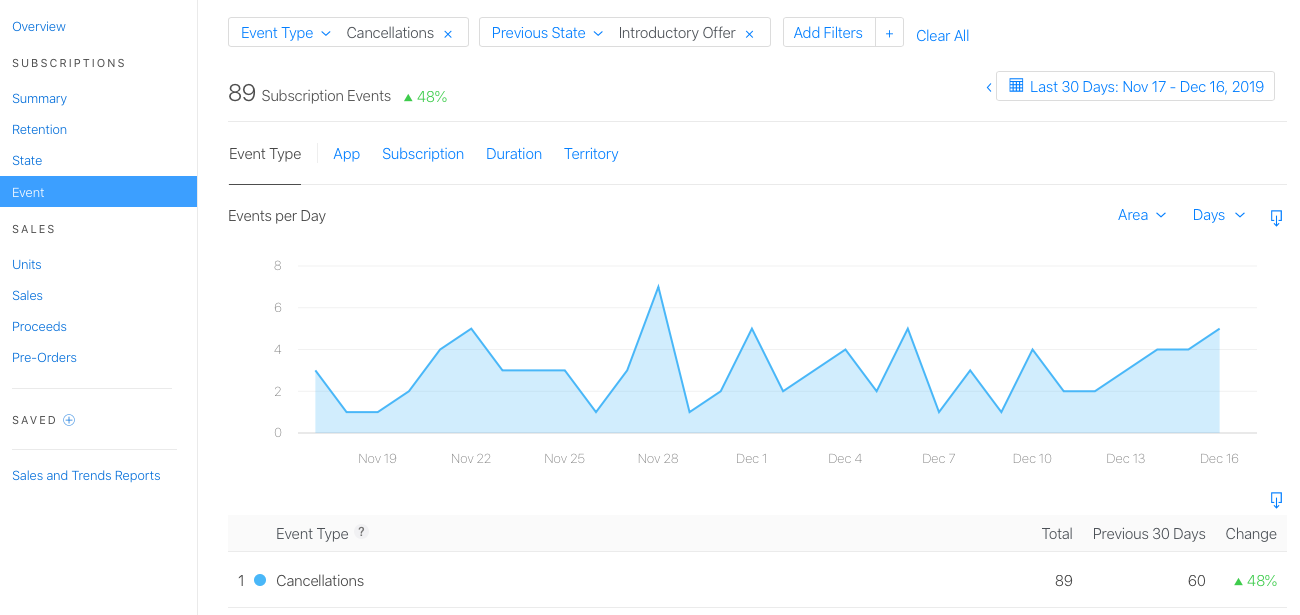 Overview
SUBSCRIPTIONS
Summary
Retention
State
Event
SALES
Units
Sales
Proceeds
Pre-Orders
SAVED
Sales and Trends Reports
Event Type Cancellations × Previous State Introductory Offer × Add Filters + Clear All
89 Subscription Events ▲ 48% ‹ Last 30 Days: Nov 17 - Dec 16, 2019
Event Type App Subscription Duration Territory
Events per Day Area Days
8
6
4
2
0
Nov 19 Nov 22 Nov 25 Nov 28 Dec 1 Dec 4 Dec 7 Dec 10 Dec 13 Dec 16
Event Type ? Total Previous 30 Days Change
1 Cancellations 89 60 ▲ 48%